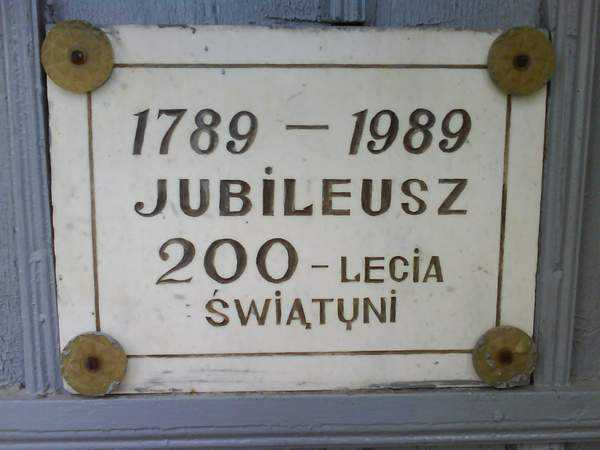 1789 – 1989
JUBiLEUSZ
200 – LECiA
ŚWiĄTYNi